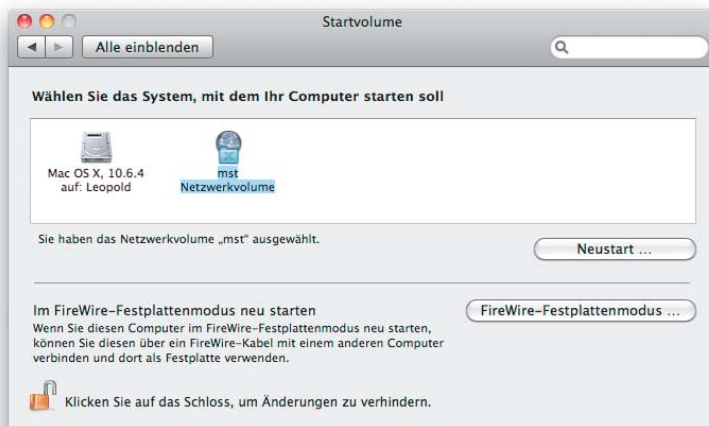 Startvolume
Alle einblenden
Wählen Sie das System, mit dem Ihr Computer starten soll
Mac OS X, 10.6.4
auf: Leopold
mst
Netzwerkvolume
Sie haben das Netzwerkvolume „mst“ ausgewählt.
Neustart ...
Im FireWire-Festplattenmodus neu starten
FireWire-Festplattenmodus ...
Wenn Sie diesen Computer im FireWire-Festplattenmodus neu starten,
können Sie diesen über ein FireWire-Kabel mit einem anderen Computer
verbinden und dort als Festplatte verwenden.
Klicken Sie auf das Schloss, um Änderungen zu verhindern.